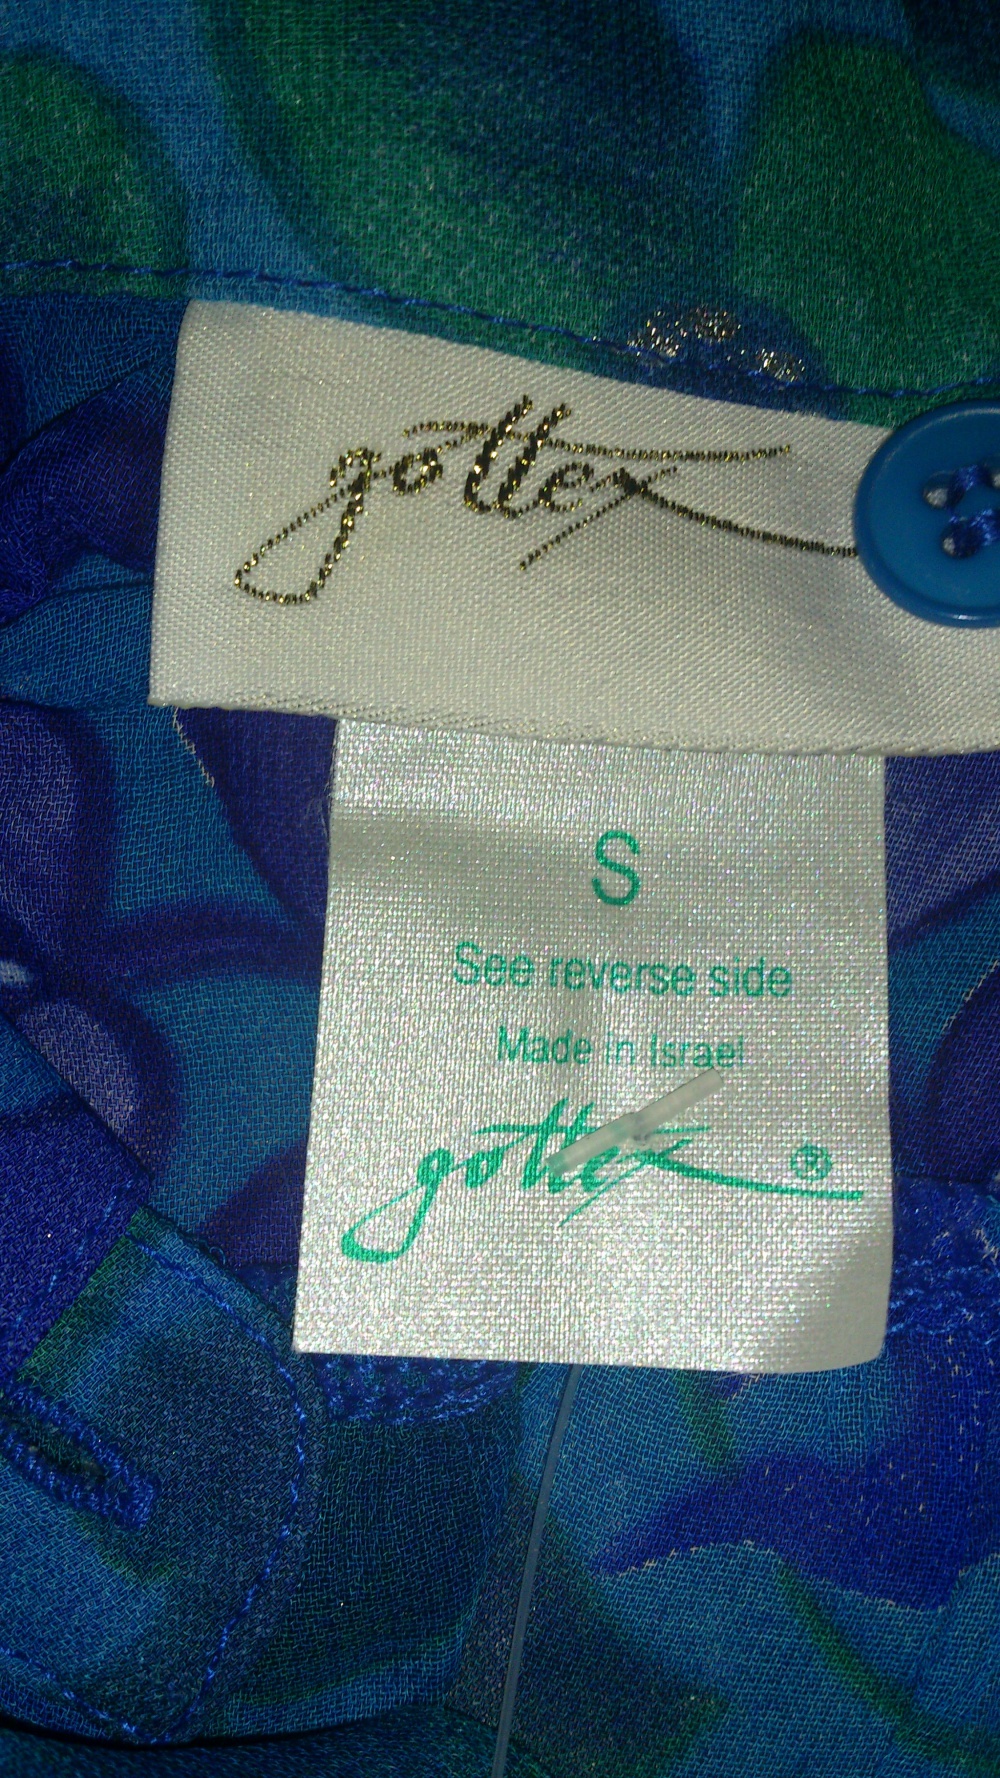 gottex
S
See reverse side
Made in Israel
gottex ®